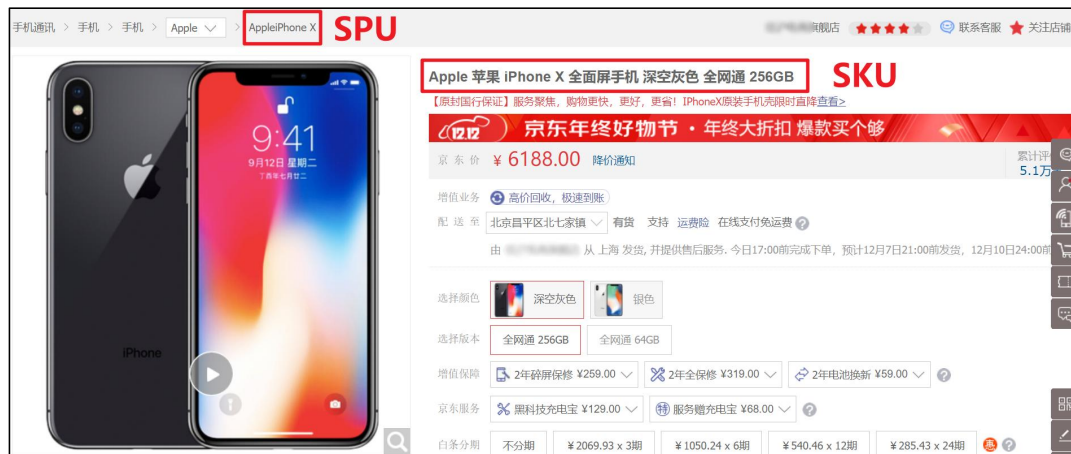 手机通讯 > 手机 > 手机 > Apple > AppleiPhone X
SPU
旗舰店
联系客服
关注店铺
Apple 苹果 iPhone X 全面屏手机 深空灰色 全网通 256GB
SKU
【原封国行保证】服务聚焦，购物更快，更好，更省！IPhoneX原装手机壳限时直降查看>
12.12 京东年终好物节・年终大折扣 爆款买个够
京东价 ¥ 6188.00 降价通知
累计评
5.1万
增值业务 高价回收，极速到账
配送至 北京昌平区北七家镇 有货 支持 运费险 在线支付免运费
由 从 上海 发货, 并提供售后服务. 今日17:00前完成下单，预计12月7日21:00前发货，12月10日24:00前
选择颜色 深空灰色 银色
选择版本 全网通 256GB 全网通 64GB
增值保障 2年碎屏保修 ¥259.00 2年全保修 ¥319.00 2年电池换新 ¥59.00
京东服务 黑科技充电宝 ¥129.00 特 服务赠充电宝 ¥68.00
白条分期 不分期 ¥2069.93 x 3期 ¥1050.24 x 6期 ¥540.46 x 12期 ¥285.43 x 24期 惠
9:41
9月12日 星期二
丁酉年七月廿二
iPhone